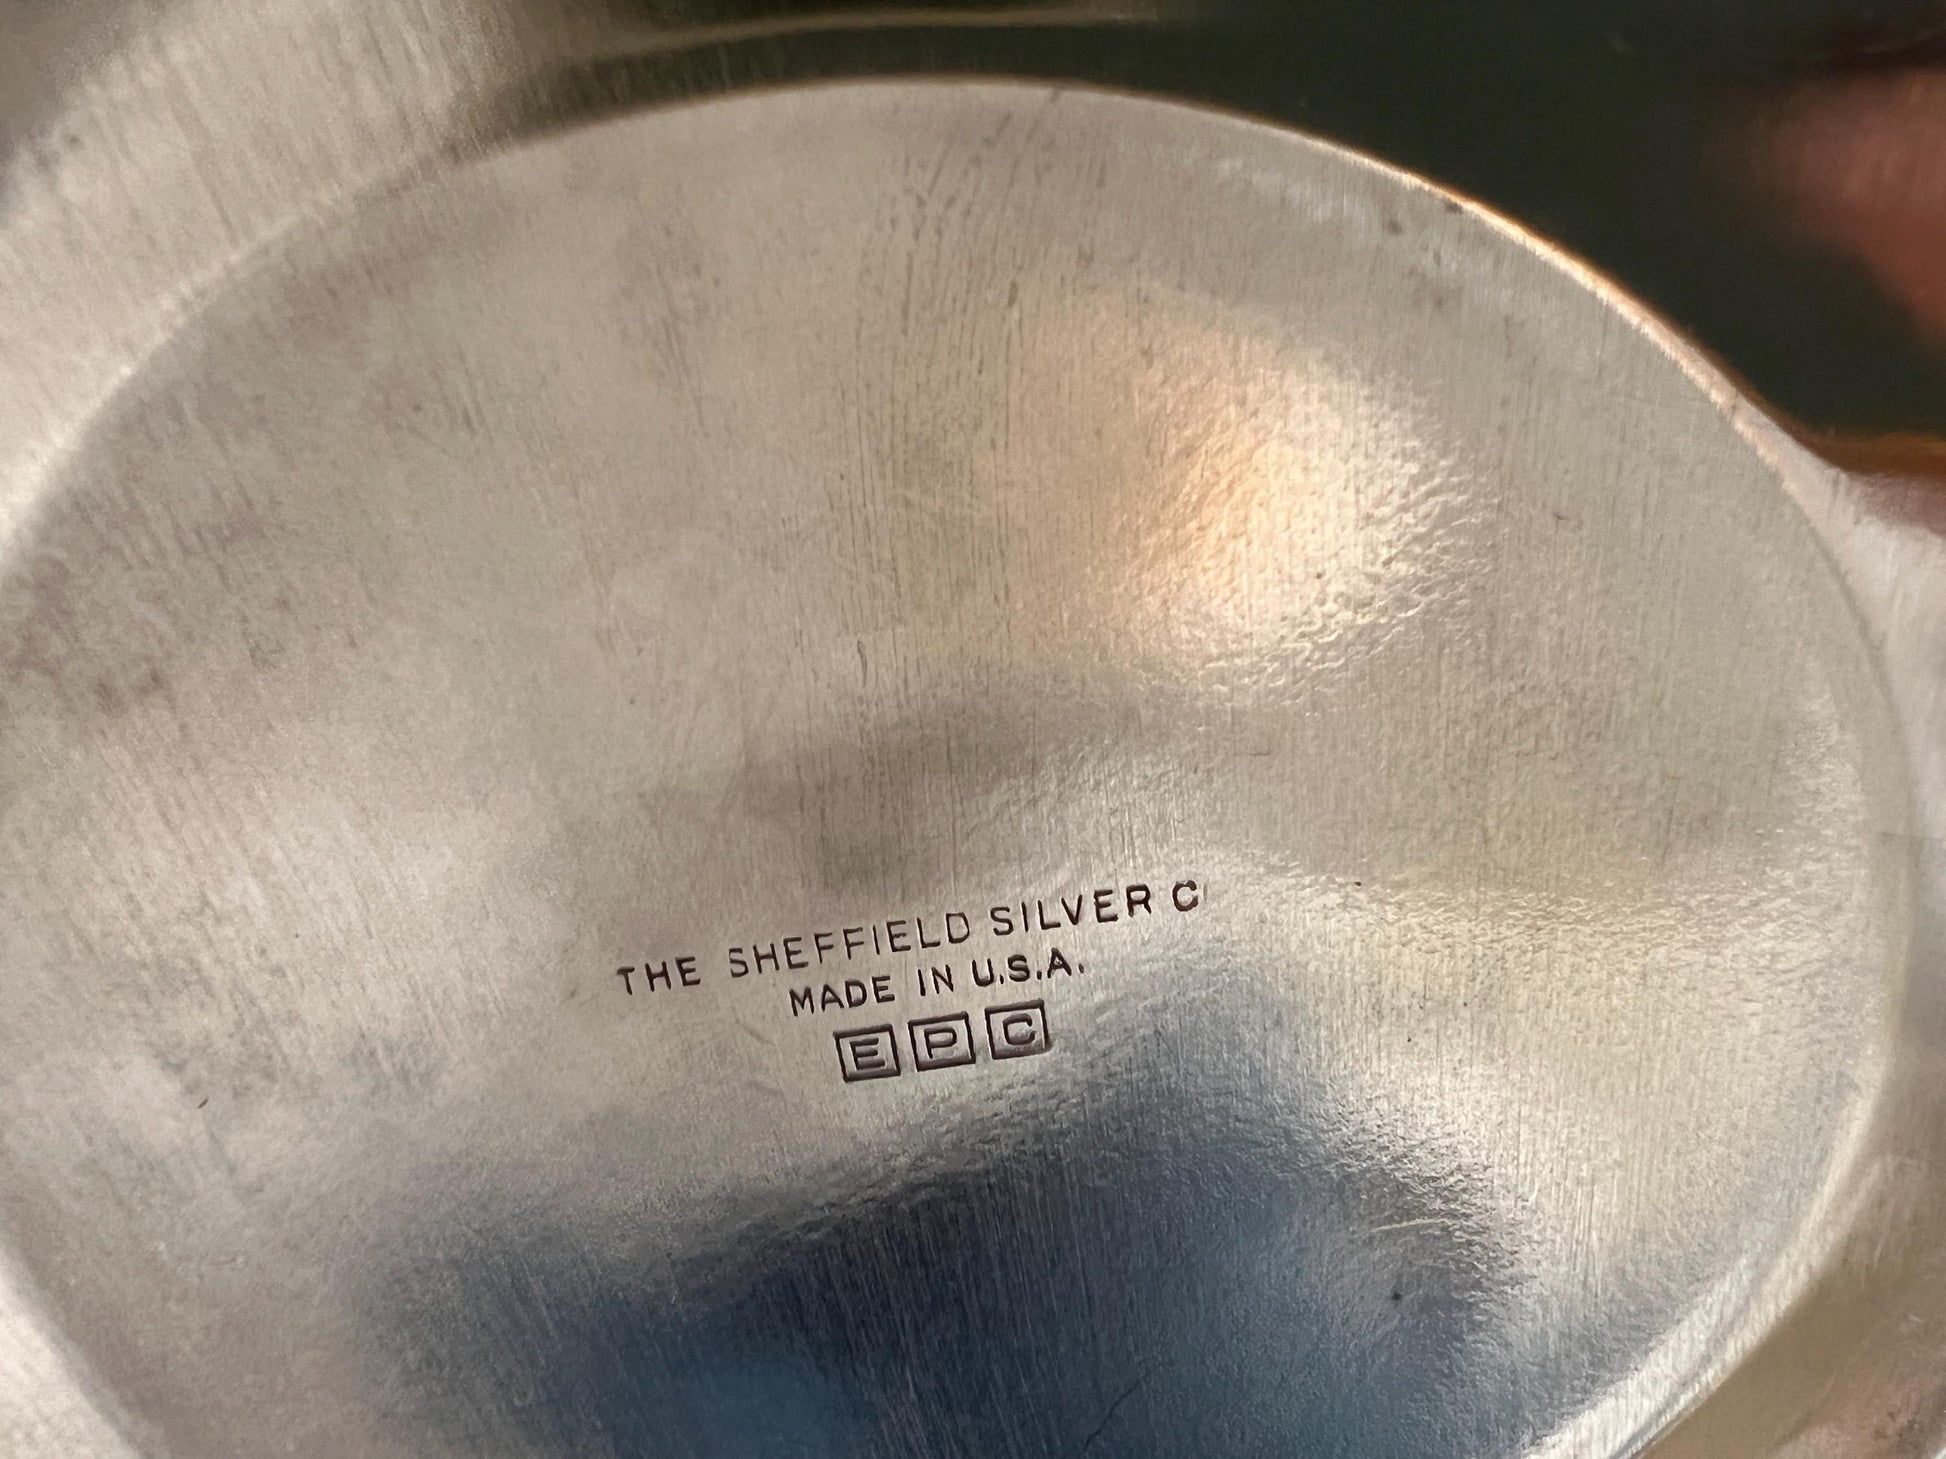 THE SHEFFIELD SILVER C
MADE IN U.S.A.
E P C